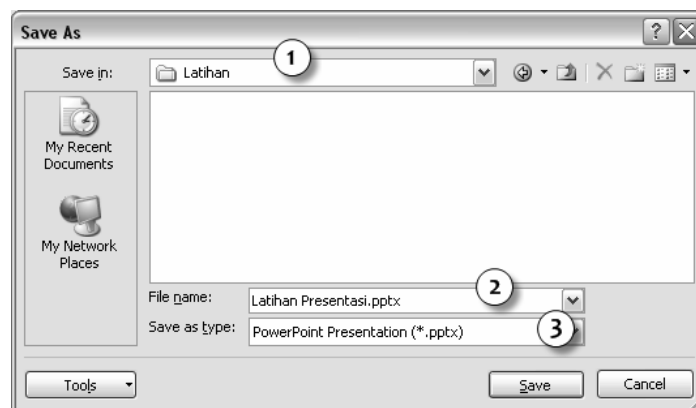 Save As
Save in:
Latihan
1
My Recent
Documents
My Network
Places
File name:
Latihan Presentasi.pptx
2
Save as type:
PowerPoint Presentation (*.pptx)
3
Tools
Save
Cancel